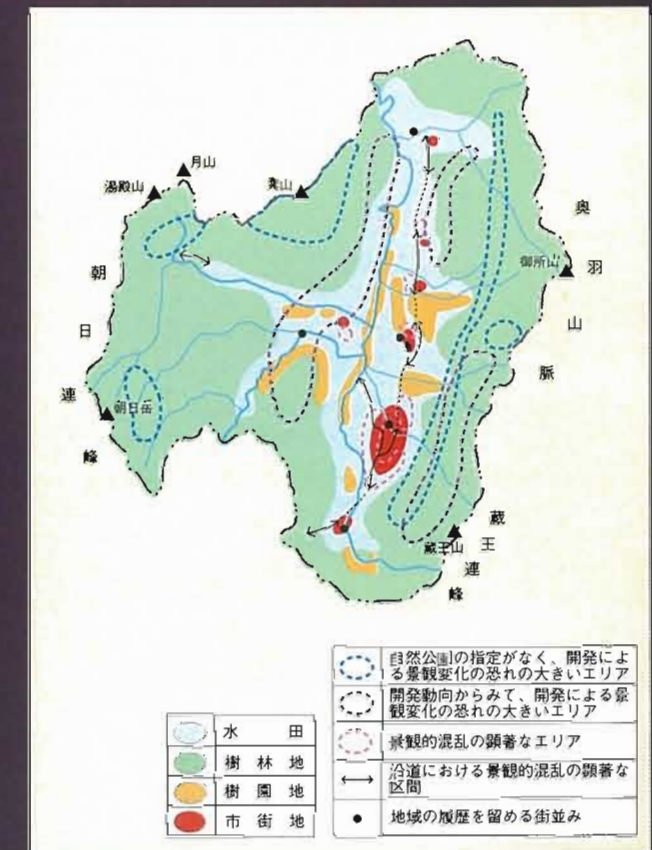 月山
湯殿山
葉山
奥羽山脈
御所山
朝日連峰
朝日岳
蔵王連峰
蔵王山
自然公園の指定がなく、開発によ
る景観変化の恐れの大きいエリア
開発動向からみて、開発による景
観変化の恐れの大きいエリア
景観的混乱の顕著なエリア
沿道における景観的混乱の顕著な
区間
地域の履歴を留める街並み
水田
樹林地
樹園地
市街地